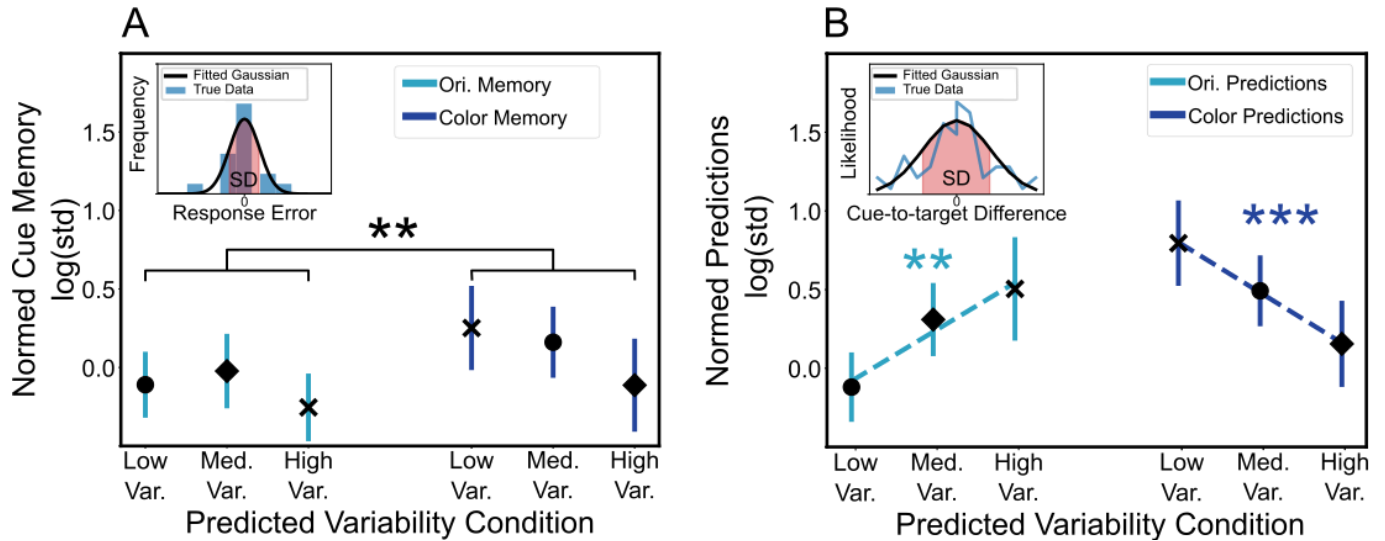 A
Normed Cue Memory
log(std)
1.5
1.0
0.5
0.0
Frequency
Fitted Gaussian
True Data
SD
0
Response Error
Ori. Memory
Color Memory
**
Low
Var.
Med.
Var.
High
Var.
Low
Var.
Med.
Var.
High
Var.
Predicted Variability Condition
B
Normed Predictions
log(std)
1.5
1.0
0.5
0.0
Likelihood
Fitted Gaussian
True Data
SD
0
Cue-to-target Difference
Ori. Predictions
Color Predictions
**
***
Low
Var.
Med.
Var.
High
Var.
Low
Var.
Med.
Var.
High
Var.
Predicted Variability Condition